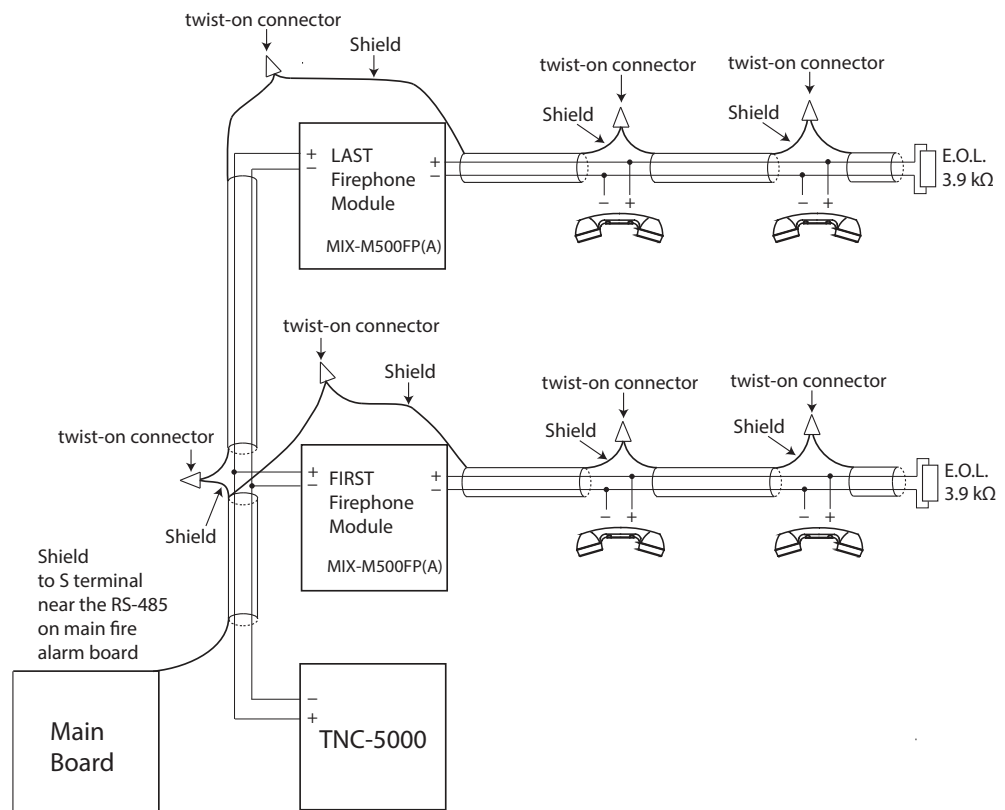 twist-on connector
Shield
twist-on connector
twist-on connector
Shield
Shield
+ LAST
− Firephone
Module
MIX-M500FP(A)
+
−
E.O.L.
3.9 kΩ
− +
− +
twist-on connector
Shield
twist-on connector
twist-on connector
Shield
Shield
twist-on connector
Shield
+ FIRST
− Firephone
Module
MIX-M500FP(A)
+
−
E.O.L.
3.9 kΩ
− +
− +
Shield
to S terminal
near the RS-485
on main fire
alarm board
Main
Board
−
+
TNC-5000